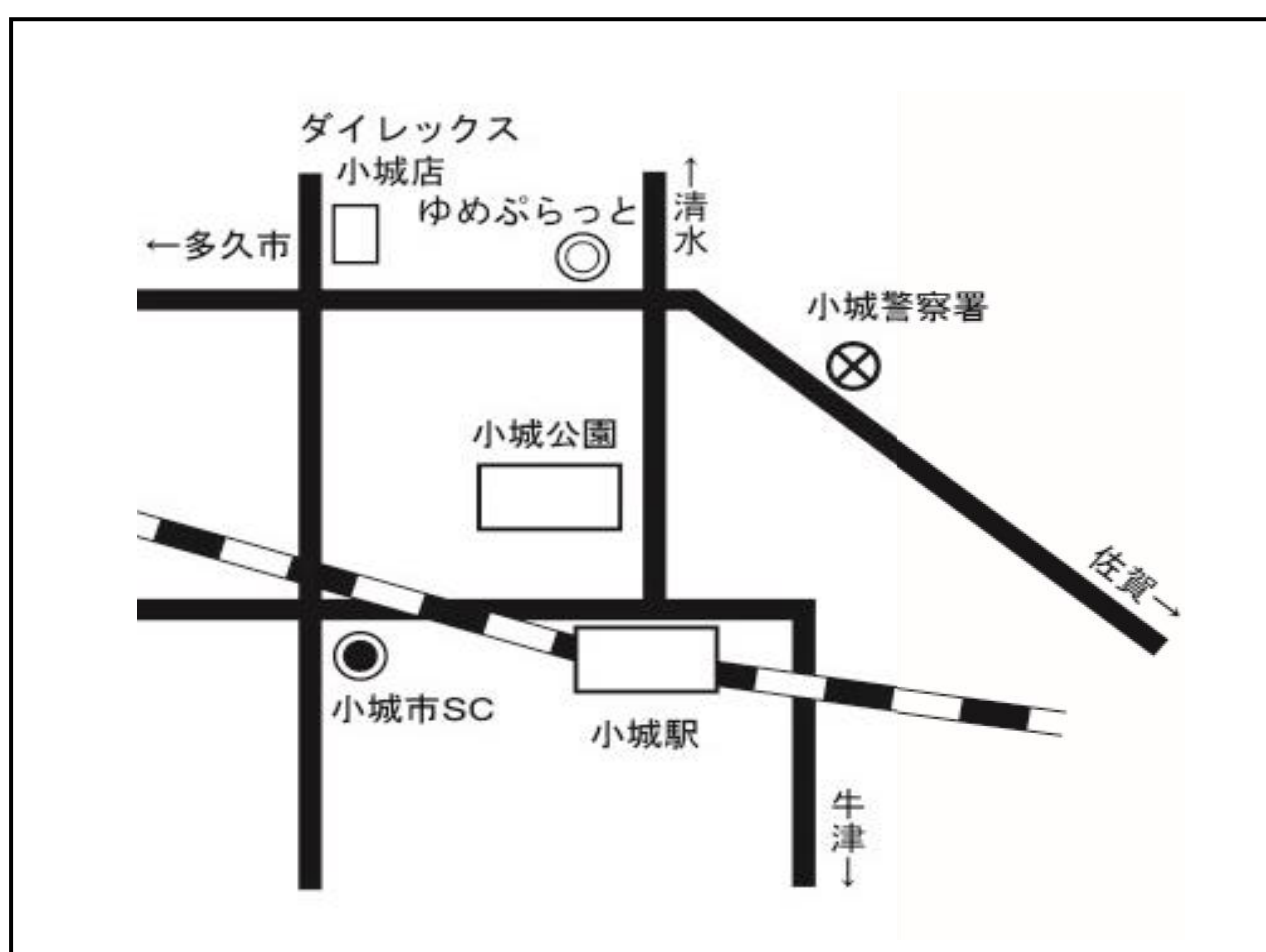 ダイレックス
小城店
ゆめぷらっと
↑清水
←多久市
小城警察署
小城公園
佐賀→
小城市SC
小城駅
牛津↓